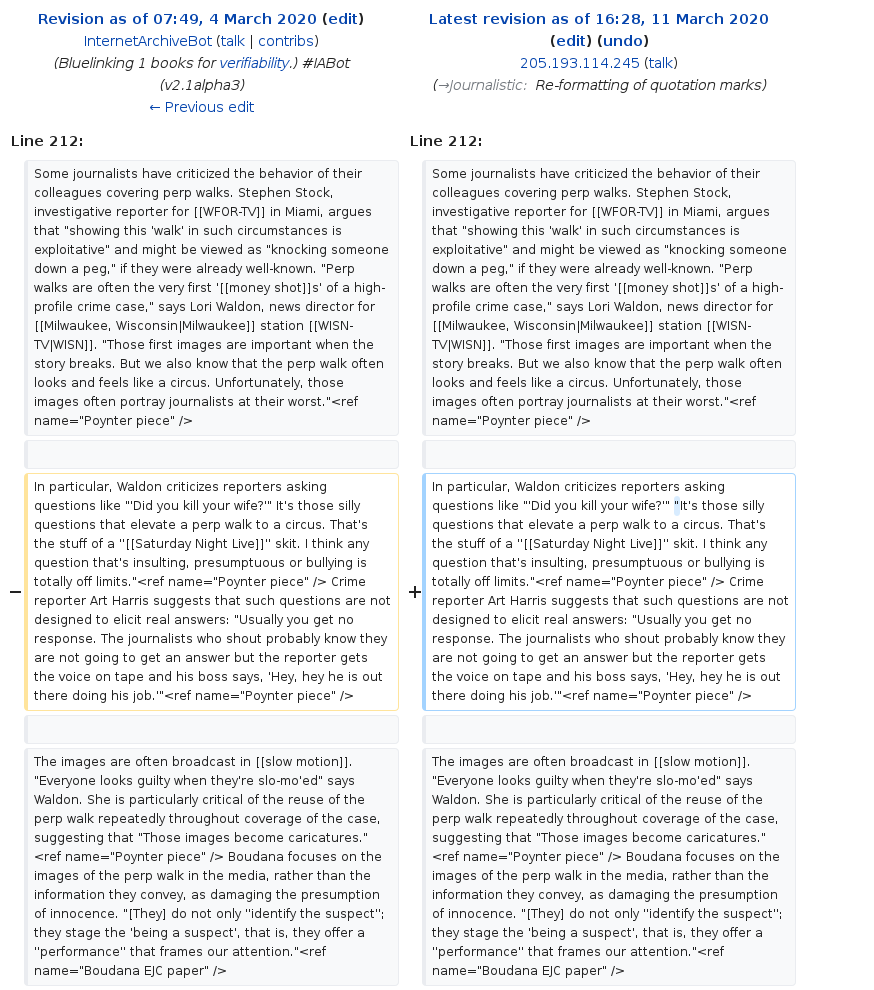 Revision as of 07:49, 4 March 2020 (edit)
InternetArchiveBot (talk | contribs)
(Bluelinking 1 books for verifiability.) #IABot
(v2.1alpha3)
← Previous edit
Line 212:
Some journalists have criticized the behavior of their
colleagues covering perp walks. Stephen Stock,
investigative reporter for [[WFOR-TV]] in Miami, argues
that "showing this 'walk' in such circumstances is
exploitative" and might be viewed as "knocking someone
down a peg," if they were already well-known. "Perp
walks are often the very first '[[money shot]]s' of a high-
profile crime case," says Lori Waldon, news director for
[[Milwaukee, Wisconsin|Milwaukee]] station [[WISN-
TV|WISN]]. "Those first images are important when the
story breaks. But we also know that the perp walk often
looks and feels like a circus. Unfortunately, those
images often portray journalists at their worst."<ref
name="Poynter piece" />
−
In particular, Waldon criticizes reporters asking
questions like "'Did you kill your wife?'" It's those silly
questions that elevate a perp walk to a circus. That's
the stuff of a ''[[Saturday Night Live]]'' skit. I think any
question that's insulting, presumptuous or bullying is
totally off limits."<ref name="Poynter piece" /> Crime
reporter Art Harris suggests that such questions are not
designed to elicit real answers: "Usually you get no
response. The journalists who shout probably know they
are not going to get an answer but the reporter gets
the voice on tape and his boss says, 'Hey, hey he is out
there doing his job.'"<ref name="Poynter piece" />
The images are often broadcast in [[slow motion]].
"Everyone looks guilty when they're slo-mo'ed" says
Waldon. She is particularly critical of the reuse of the
perp walk repeatedly throughout coverage of the case,
suggesting that "Those images become caricatures."
<ref name="Poynter piece" /> Boudana focuses on the
images of the perp walk in the media, rather than the
information they convey, as damaging the presumption
of innocence. "[They] do not only ''identify the suspect'';
they stage the 'being a suspect', that is, they offer a
''performance'' that frames our attention."<ref
name="Boudana EJC paper" />
Latest revision as of 16:28, 11 March 2020
(edit) (undo)
205.193.114.245 (talk)
(→Journalistic: Re-formatting of quotation marks)
Line 212:
Some journalists have criticized the behavior of their
colleagues covering perp walks. Stephen Stock,
investigative reporter for [[WFOR-TV]] in Miami, argues
that "showing this 'walk' in such circumstances is
exploitative" and might be viewed as "knocking someone
down a peg," if they were already well-known. "Perp
walks are often the very first '[[money shot]]s' of a high-
profile crime case," says Lori Waldon, news director for
[[Milwaukee, Wisconsin|Milwaukee]] station [[WISN-
TV|WISN]]. "Those first images are important when the
story breaks. But we also know that the perp walk often
looks and feels like a circus. Unfortunately, those
images often portray journalists at their worst."<ref
name="Poynter piece" />
+
In particular, Waldon criticizes reporters asking
questions like "'Did you kill your wife?'" "It's those silly
questions that elevate a perp walk to a circus. That's
the stuff of a ''[[Saturday Night Live]]'' skit. I think any
question that's insulting, presumptuous or bullying is
totally off limits."<ref name="Poynter piece" /> Crime
reporter Art Harris suggests that such questions are not
designed to elicit real answers: "Usually you get no
response. The journalists who shout probably know they
are not going to get an answer but the reporter gets
the voice on tape and his boss says, 'Hey, hey he is out
there doing his job.'"<ref name="Poynter piece" />
The images are often broadcast in [[slow motion]].
"Everyone looks guilty when they're slo-mo'ed" says
Waldon. She is particularly critical of the reuse of the
perp walk repeatedly throughout coverage of the case,
suggesting that "Those images become caricatures."
<ref name="Poynter piece" /> Boudana focuses on the
images of the perp walk in the media, rather than the
information they convey, as damaging the presumption
of innocence. "[They] do not only ''identify the suspect'';
they stage the 'being a suspect', that is, they offer a
''performance'' that frames our attention."<ref
name="Boudana EJC paper" />